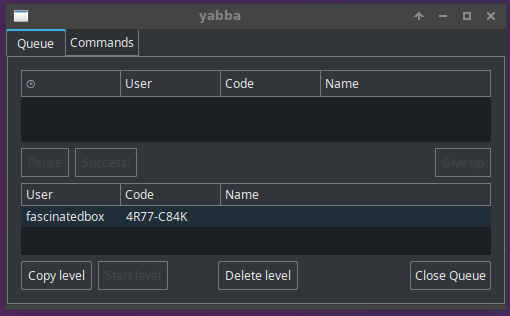 yabba
Queue Commands
User Code Name
Pause Success! Give up
User Code Name
fascinatedbox 4R77-C84K
Copy level Start level Delete level Close Queue